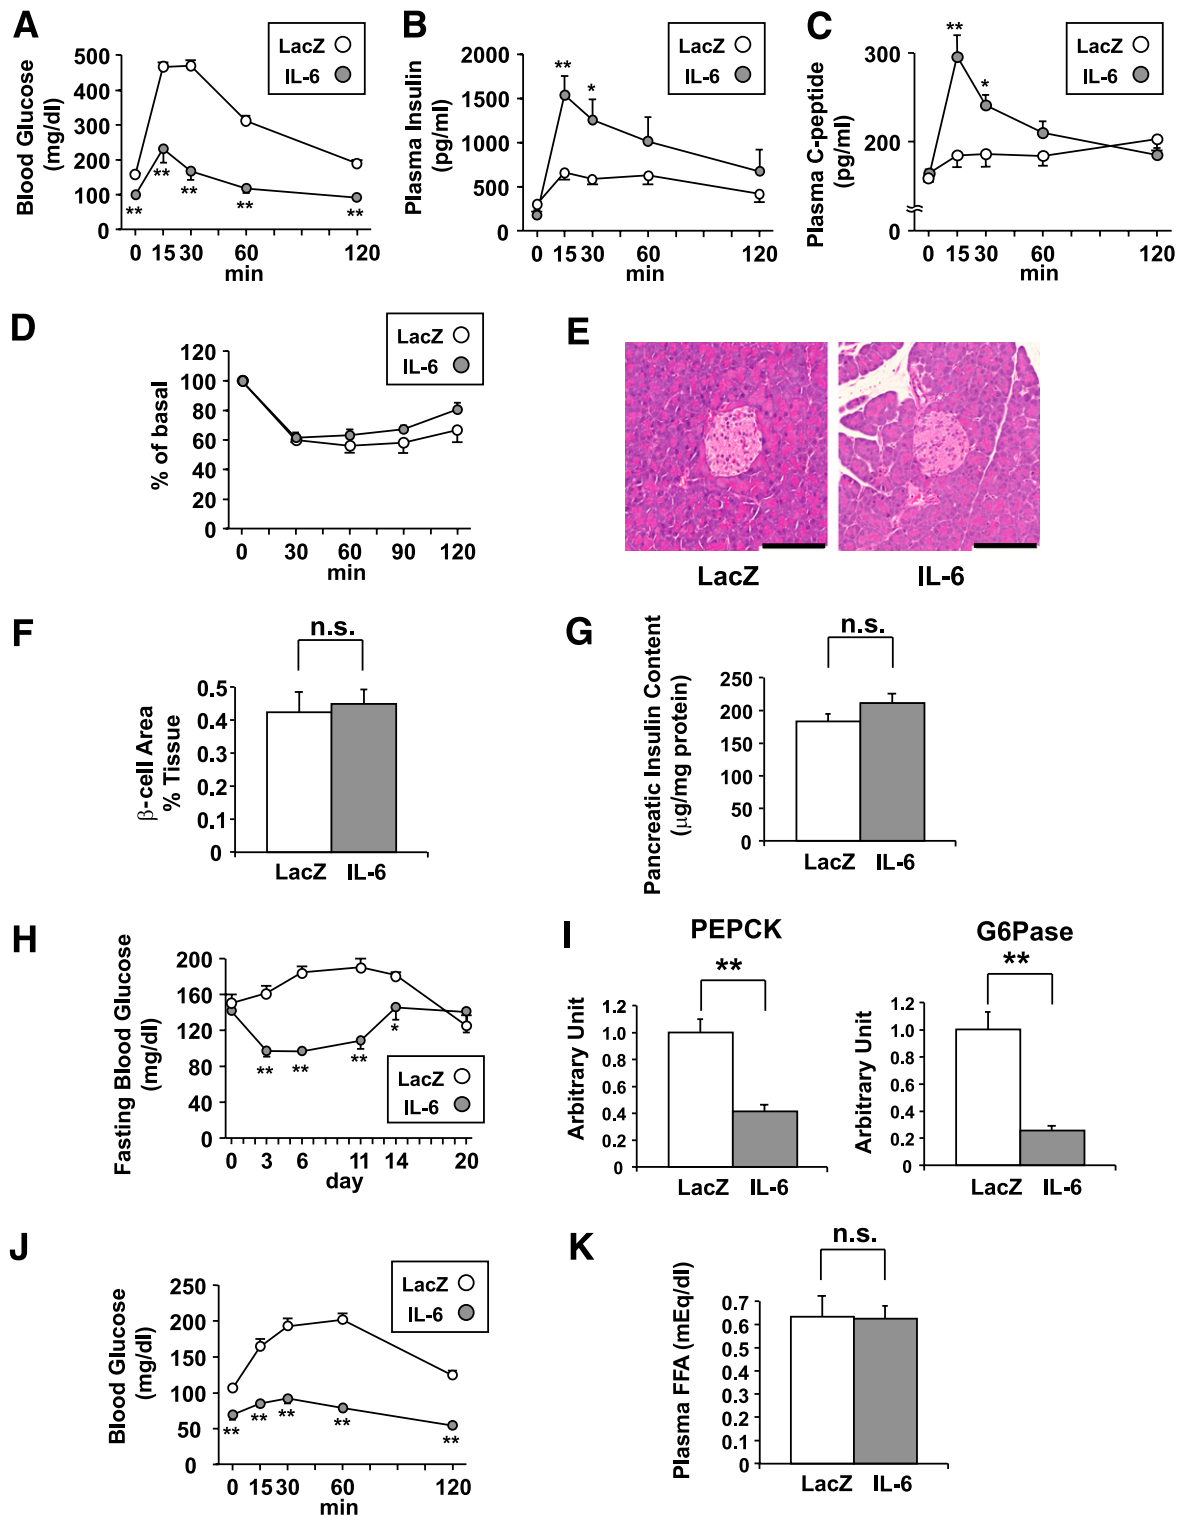 A
LacZ
IL-6
Blood Glucose
(mg/dl)
500
400
300
200
100
0
**
**
**
**
**
0 15 30 60 120
min
B
LacZ
IL-6
Plasma Insulin
(pg/ml)
2000
1500
1000
500
0
**
*
0 15 30 60 120
min
C
LacZ
IL-6
Plasma C-peptide
(pg/ml)
300
200
0
**
*
0 15 30 60 120
min
D
LacZ
IL-6
% of basal
120
100
80
60
40
20
0
0 30 60 90 120
min
E
LacZ
IL-6
F
n.s.
β-cell Area
% Tissue
0.5
0.4
0.3
0.2
0.1
0
LacZ IL-6
G
n.s.
Pancreatic Insulin Content
(μg/mg protein)
250
200
150
100
50
0
LacZ IL-6
H
Fasting Blood Glucose
(mg/dl)
200
160
120
80
40
0
**
**
**
*
LacZ
IL-6
0 3 6 11 14 20
day
I
PEPCK
**
Arbitrary Unit
1.2
1.0
0.8
0.6
0.4
0.2
0
LacZ IL-6
G6Pase
**
Arbitrary Unit
1.2
1.0
0.8
0.6
0.4
0.2
0
LacZ IL-6
J
LacZ
IL-6
Blood Glucose
(mg/dl)
250
200
150
100
50
0
**
**
**
**
**
0 15 30 60 120
min
K
n.s.
Plasma FFA (mEq/dl)
0.7
0.6
0.5
0.4
0.3
0.2
0.1
0
LacZ IL-6